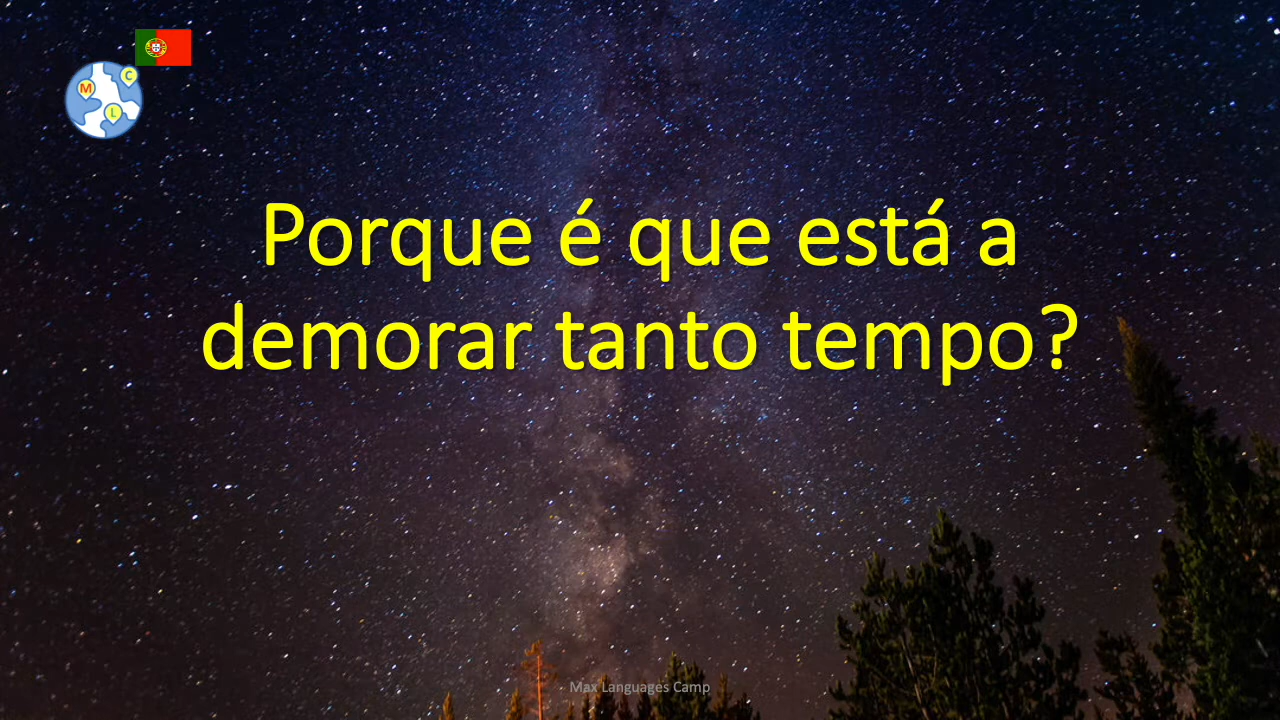 C
M
L
Porque é que está a
demorar tanto tempo?
Max Languages Camp